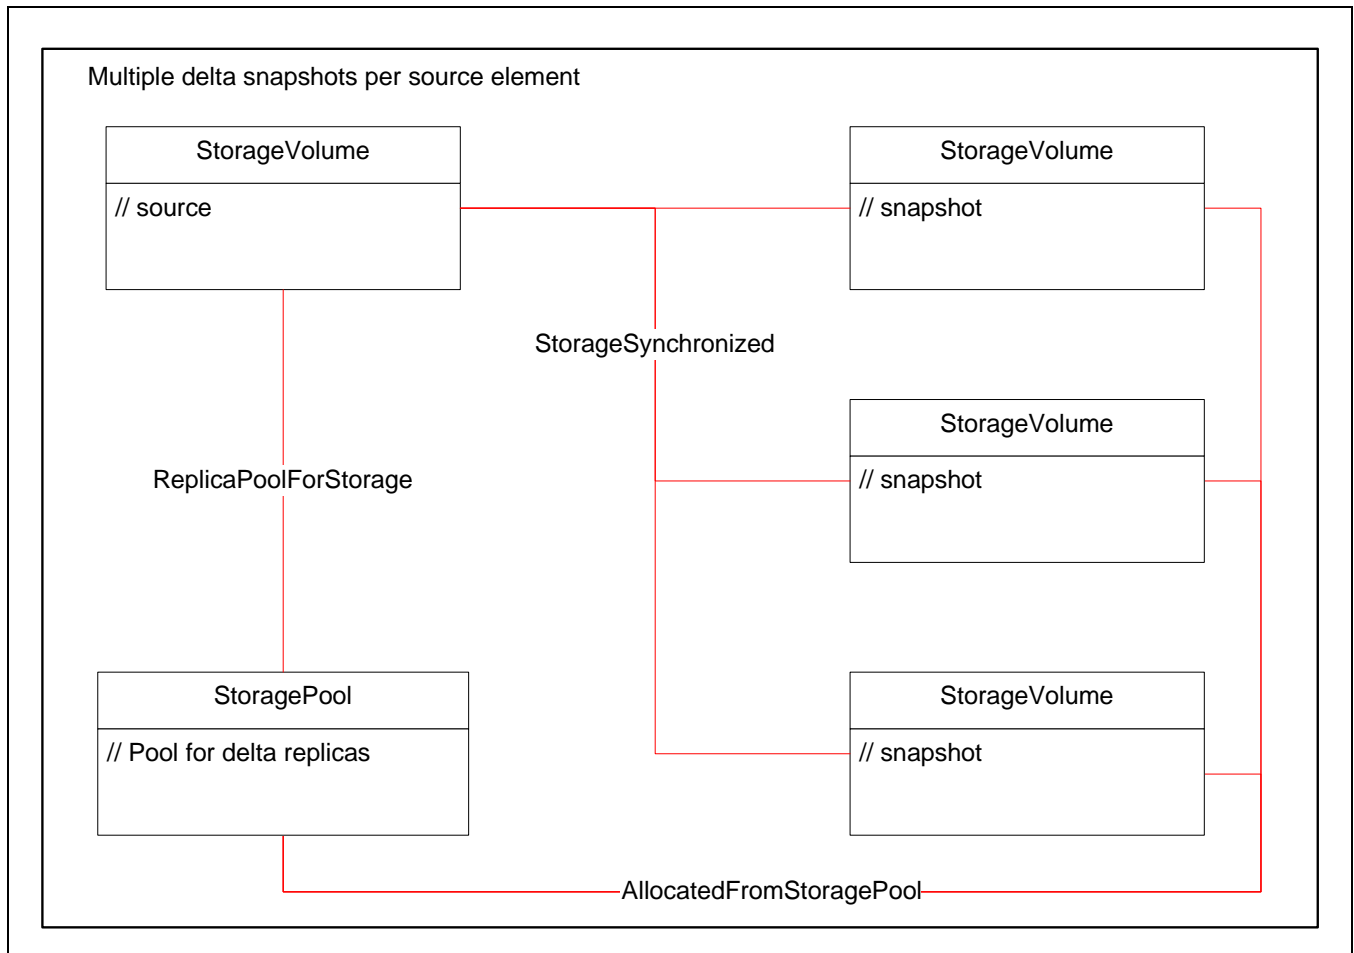 Multiple delta snapshots per source element
StorageVolume
// source
StorageVolume
// snapshot
StorageSynchronized
StorageVolume
// snapshot
ReplicaPoolForStorage
StoragePool
// Pool for delta replicas
StorageVolume
// snapshot
AllocatedFromStoragePool